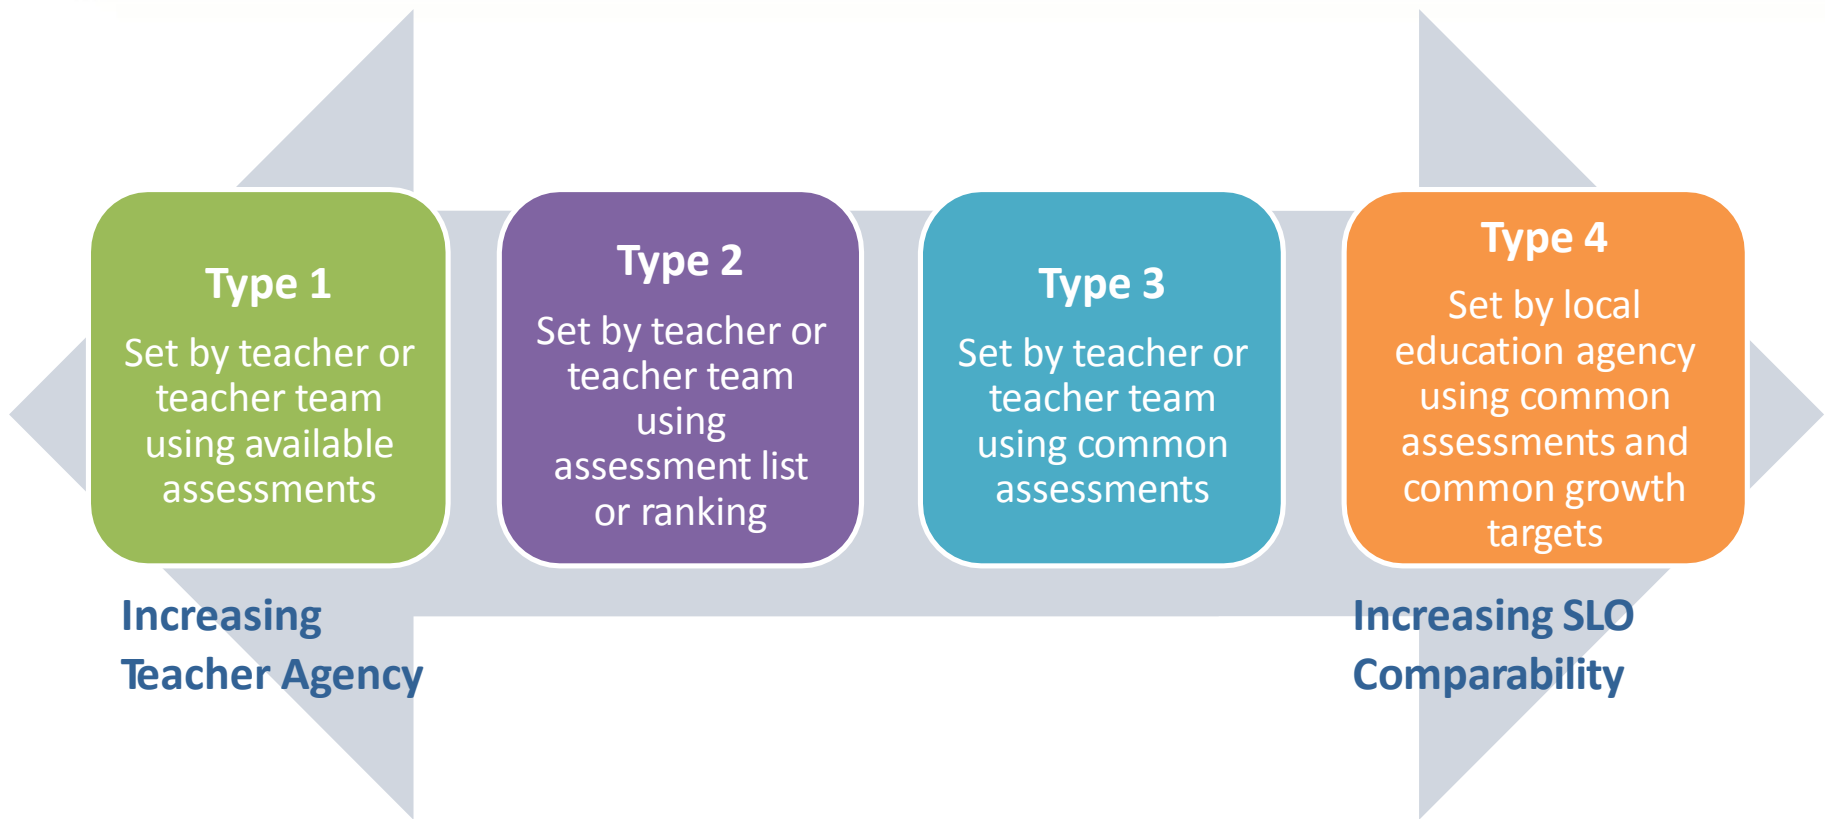 Type 1
Set by teacher or
teacher team
using available
assessments
Type 2
Set by teacher or
teacher team
using
assessment list
or ranking
Type 3
Set by teacher or
teacher team
using common
assessments
Type 4
Set by local
education agency
using common
assessments and
common growth
targets
Increasing
Teacher Agency
Increasing SLO
Comparability